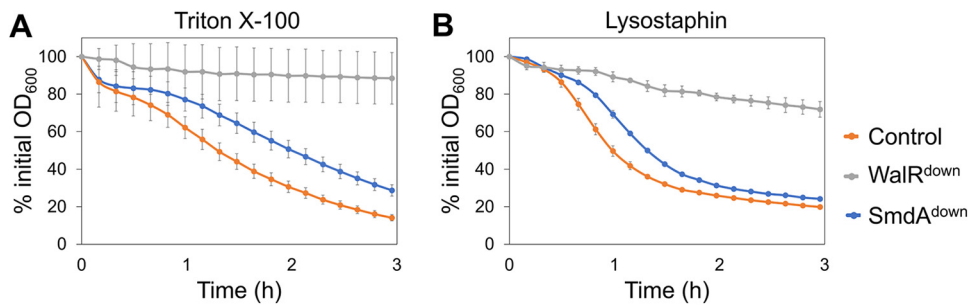 A
Triton X-100
% initial OD600
100
80
60
40
20
0
0
1
2
3
Time (h)
B
Lysostaphin
% initial OD600
100
80
60
40
20
0
0
1
2
3
Time (h)
Control
WalRdown
SmdAdown